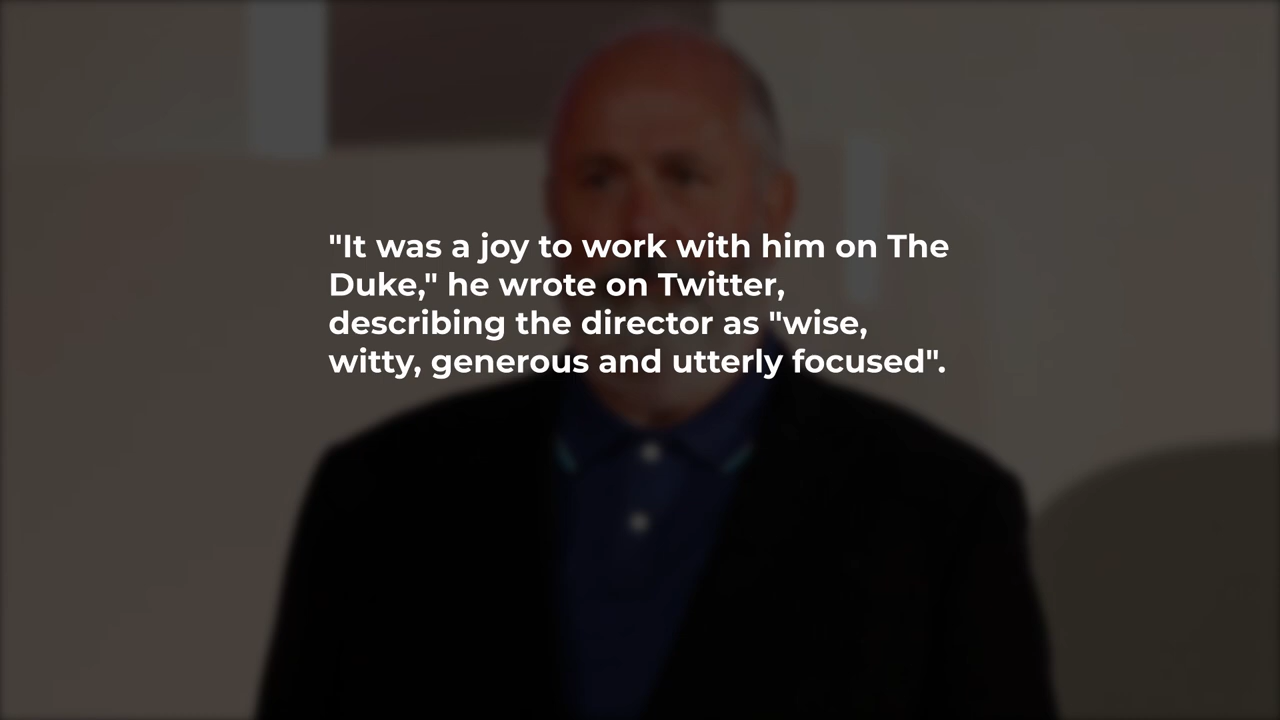 "It was a joy to work with him on The
Duke," he wrote on Twitter,
describing the director as "wise,
witty, generous and utterly focused".